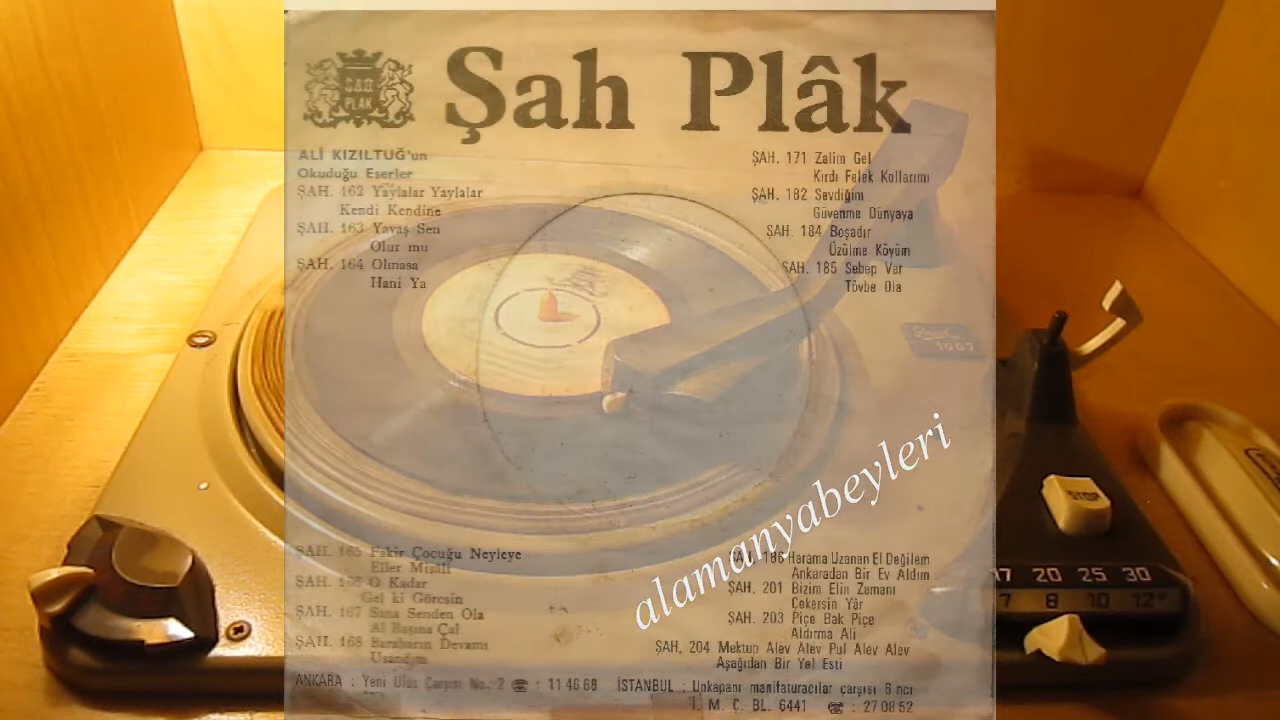 ŞAH
PLAK
Şah Plâk
ALİ KIZILTUĞ'un
Okuduğu Eserler
ŞAH. 162 Yaylalar Yaylalar
Kendi Kendine
ŞAH. 163 Yavaş Sen
Olur mu
ŞAH. 164 Olmasa
Hani Ya
ŞAH. 171 Zalim Gel
Kırdı Felek Kollarımı
ŞAH. 182 Sevdiğim
Güvenme Dünyaya
ŞAH. 184 Boşadır
Üzülme Köyüm
ŞAH. 185 Sebep Var
Tövbe Ola
1007
alamanyabeyleri
STOP
17 20 25 30
7 8 10 12"
ŞAH. 165 Fakir Çocuğu Neyleye
Eller Misali
ŞAH. 166 O Kadar
Gel ki Göresin
ŞAH. 167 Sana Senden Ola
Al Başına Çal
ŞAH. 168 Barabarın Devamı
Usandım
ŞAH. 186 Harama Uzanan El Değilem
Ankaradan Bir Ev Aldım
ŞAH. 201 Bizim Elin Zamanı
Çekersin Yâr
ŞAH. 203 Piçe Bak Piçe
Aldırma Ali
ŞAH. 204 Mektup Alev Alev Pul Alev Alev
Aşağıdan Bir Yel Esti
ANKARA : Yeni Ulus Çarşısı No. 2 ☎ : 11 46 68 İSTANBUL : Unkapanı manifaturacılar çarşısı 6 ncı
İ. M. Ç. BL. 6441 ☎ : 27 08 52